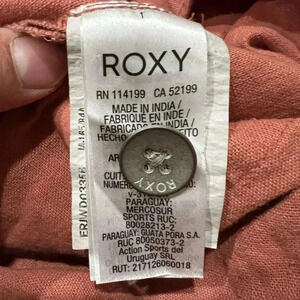 ROXY
RN 114199 CA 52199
MADE IN INDIA /
FABRIQUÉ EN INDE /
FABRICADO EN INDIA/
HECHO
ROXY
PARAGUAY:
MERCOSUR
SPORTS RUC:
80028213-2
PARAGUAY: GUATA PORA S.A.
RUC 80050373-2
Action Sports del
Uruguay SRL
RUT: 217126060018